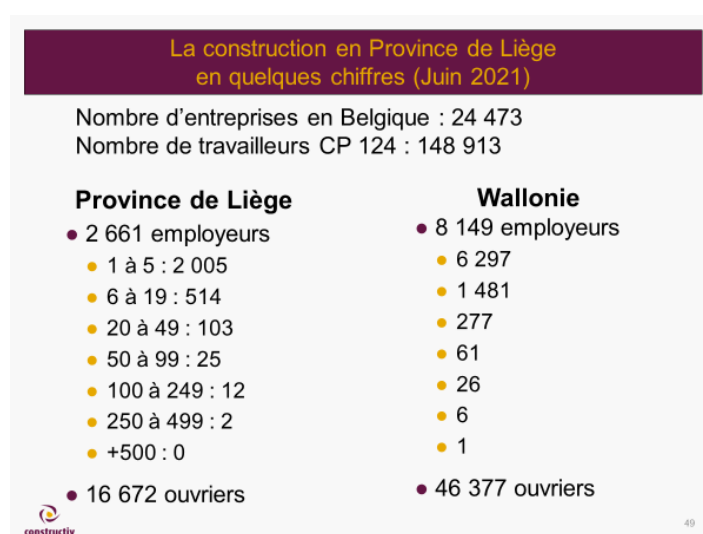 La construction en Province de Liège
en quelques chiffres (Juin 2021)
Nombre d'entreprises en Belgique : 24 473
Nombre de travailleurs CP 124 : 148 913
Province de Liège
● 2 661 employeurs
● 1 à 5 : 2 005
● 6 à 19 : 514
● 20 à 49 : 103
● 50 à 99 : 25
● 100 à 249 : 12
● 250 à 499 : 2
● +500 : 0
● 16 672 ouvriers
Wallonie
● 8 149 employeurs
● 6 297
● 1 481
● 277
● 61
● 26
● 6
● 1
● 46 377 ouvriers
constructiv
49